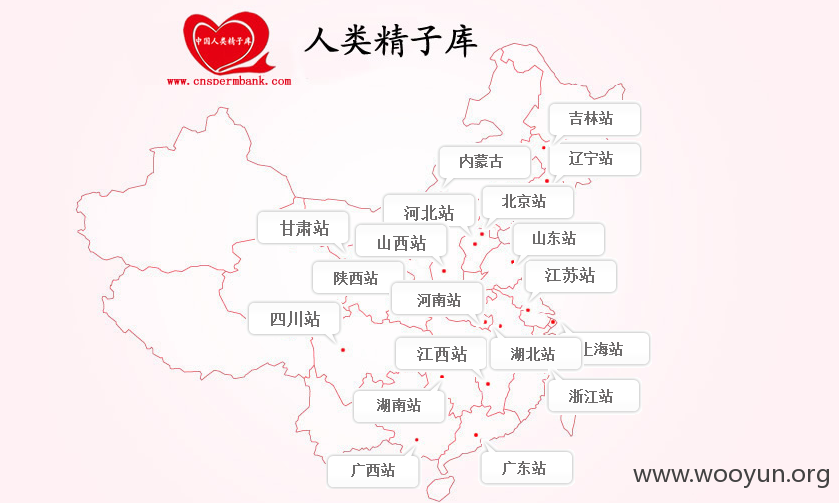 中国人类精子库
www.cnspermbank.com
人类精子库
吉林站
辽宁站
内蒙古
北京站
河北站
甘肃站
山西站
山东站
陕西站
江苏站
河南站
四川站
江西站
湖北站
上海站
浙江站
湖南站
广西站
广东站
www.wooyun.org